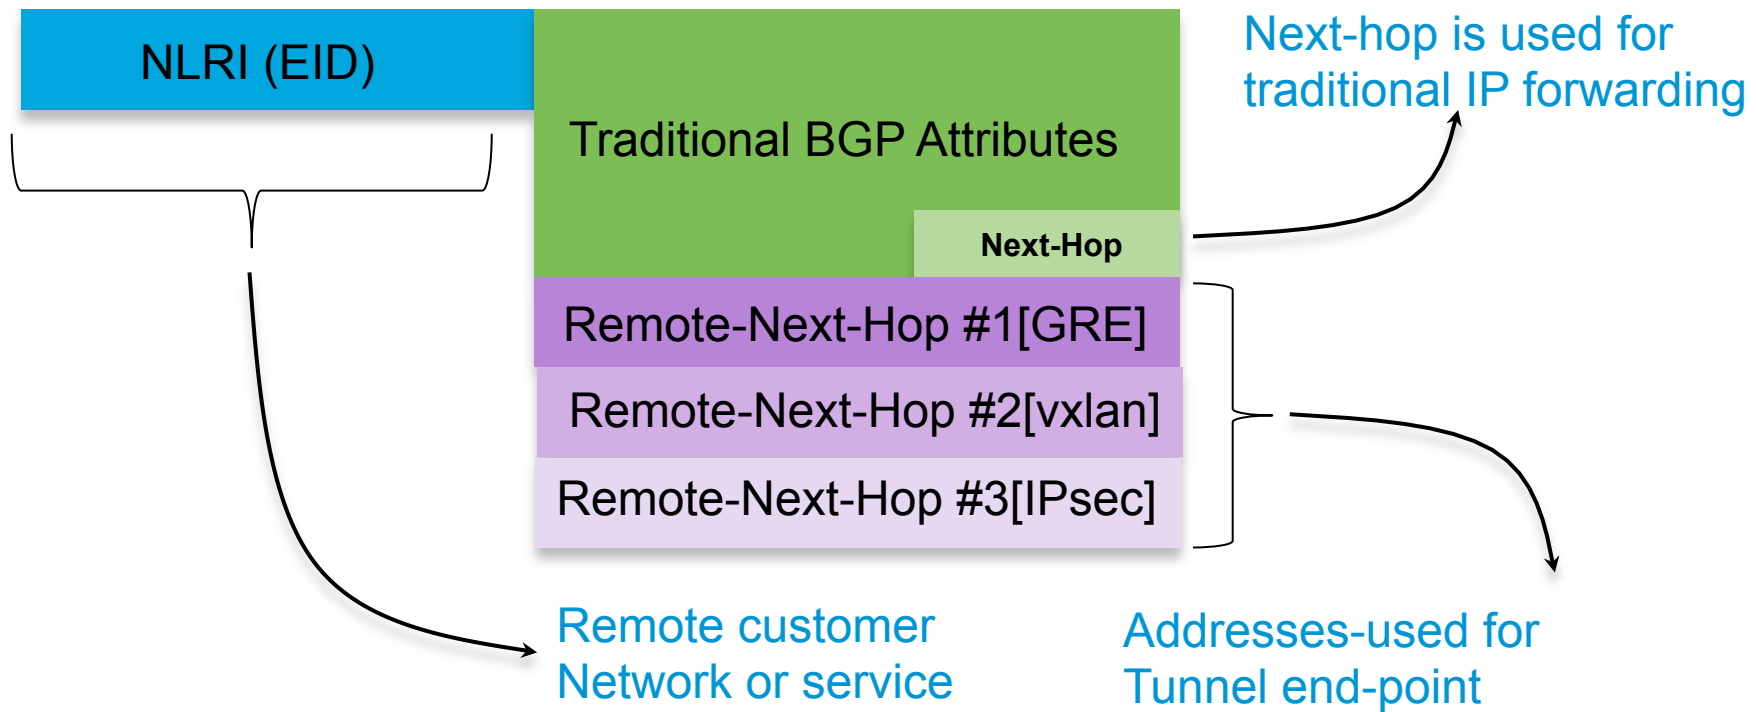 NLRI (EID)
Next-hop is used for
traditional IP forwarding
Traditional BGP Attributes
Next-Hop
Remote-Next-Hop #1[GRE]
Remote-Next-Hop #2[vxlan]
Remote-Next-Hop #3[IPsec]
Remote customer
Network or service
Addresses-used for
Tunnel end-point